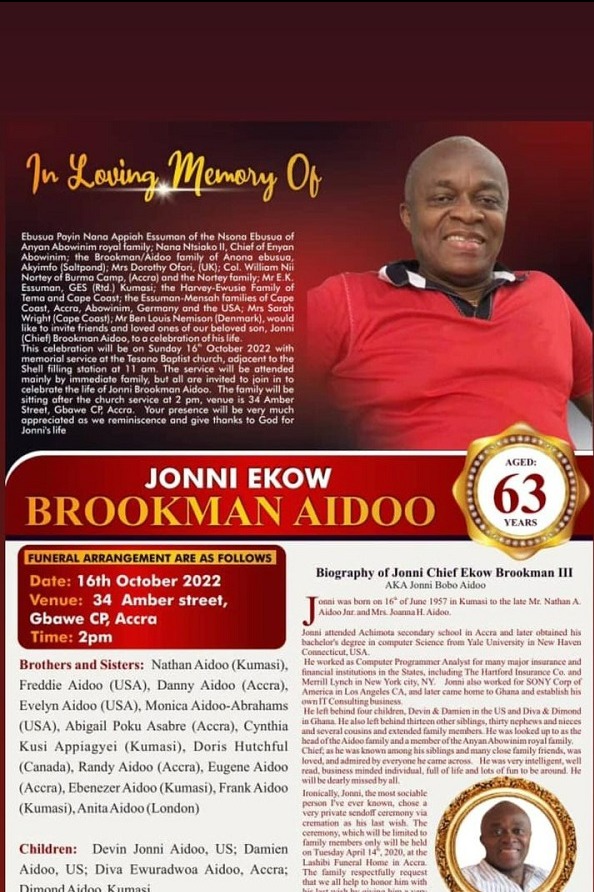 In Loving Memory Of
Ebusua Payin Nana Appiah Essuman of the Nsona Ebusua of
Anyan Abowinim royal family; Nana Ntsiako II, Chief of Enyan
Abowinim; the Brookman/Aidoo family of Anona ebusua,
Akyimfo (Saltpond); Mrs Dorothy Ofori, (UK); Col. William Nii
Nortey of Burma Camp, (Accra) and the Nortey family; Mr E.K.
Essuman, GES (Rtd.) Kumasi; the Harvey-Ewusie Family of
Tema and Cape Coast; the Essuman-Mensah families of Cape
Coast, Accra, Abowinim, Germany and the USA; Mrs Sarah
Wright (Cape Coast); Mr Ben Louis Nemison (Denmark), would
like to invite friends and loved ones of our beloved son, Jonni
(Chief) Brookman Aidoo, to a celebration of his life.
This celebration will be on Sunday 16th October 2022 with
memorial service at the Tesano Baptist church, adjacent to the
Shell filling station at 11 am. The service will be attended
mainly by immediate family, but all are invited to join in to
celebrate the life of Jonni Brookman Aidoo. The family will be
sitting after the church service at 2 pm, venue is 34 Amber
Street, Gbawe CP, Accra. Your presence will be very much
appreciated as we reminiscence and give thanks to God for
Jonni's life
JONNI EKOW
BROOKMAN AIDOO
AGED:
63
YEARS
FUNERAL ARRANGEMENT ARE AS FOLLOWS
Date: 16th October 2022
Venue: 34 Amber street,
Gbawe CP, Accra
Time: 2pm
Brothers and Sisters: Nathan Aidoo (Kumasi),
Freddie Aidoo (USA), Danny Aidoo (Accra),
Evelyn Aidoo (USA), Monica Aidoo-Abrahams
(USA), Abigail Poku Asabre (Accra), Cynthia
Kusi Appiagyei (Kumasi), Doris Hutchful
(Canada), Randy Aidoo (Accra), Eugene Aidoo
(Accra), Ebenezer Aidoo (Kumasi), Frank Aidoo
(Kumasi), Anita Aidoo (London)
Children: Devin Jonni Aidoo, US; Damien
Aidoo, US; Diva Ewuradwoa Aidoo, Accra;
Dimond Aidoo, Kumasi
Biography of Jonni Chief Ekow Brookman III
AKA Jonni Bobo Aidoo
Jonni was born on 16th of June 1957 in Kumasi to the late Mr. Nathan A.
Aidoo Jnr. and Mrs. Joanna H. Aidoo.
Jonni attended Achimota secondary school in Accra and later obtained his
bachelor's degree in computer Science from Yale University in New Haven
Connecticut, USA.
He worked as Computer Programmer Analyst for many major insurance and
financial institutions in the States, including The Hartford Insurance Co. and
Merrill Lynch in New York city, NY. Jonni also worked for SONY Corp of
America in Los Angeles CA, and later came home to Ghana and establish his
own IT Consulting business.
He left behind four children, Devin & Damien in the US and Diva & Dimond
in Ghana. He also left behind thirteen other siblings, thirty nephews and nieces
and several cousins and extended family members. He was looked up to as the
head of the Aidoo family and a member of the Anyan Abowinim royal family.
Chief; as he was known among his siblings and many close family friends, was
loved, and admired by everyone he came across. He was very intelligent, well
read, business minded individual, full of life and lots of fun to be around. He will
be dearly missed by all.
Ironically, Jonni, the most sociable
person I've ever known, chose a
very private sendoff ceremony via
cremation as his last wish. The
ceremony, which will be limited to
family members only will be held
on Tuesday April 14th, 2020, at the
Lashibi Funeral Home in Accra.
The family respectfully request
that we all help to honor him with
his last wish by giving him a very